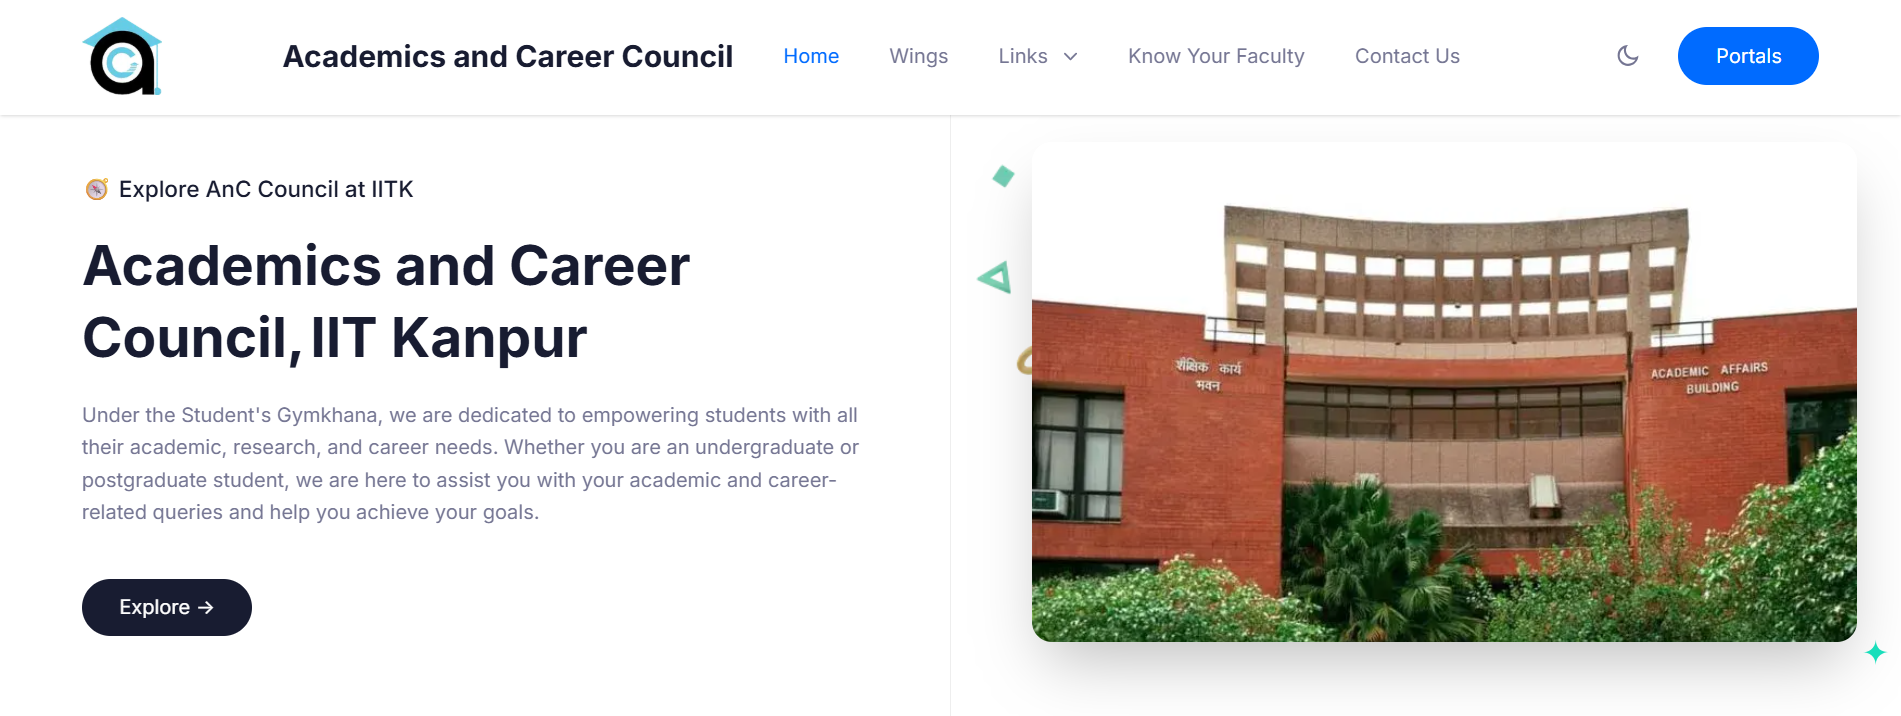 Academics and Career Council
Home
Wings
Links
Know Your Faculty
Contact Us
Portals
Explore AnC Council at IITK
Academics and Career
Council, IIT Kanpur
Under the Student's Gymkhana, we are dedicated to empowering students with all
their academic, research, and career needs. Whether you are an undergraduate or
postgraduate student, we are here to assist you with your academic and career-
related queries and help you achieve your goals.
Explore →
शैक्षिक कार्य
भवन
ACADEMIC AFFAIRS
BUILDING